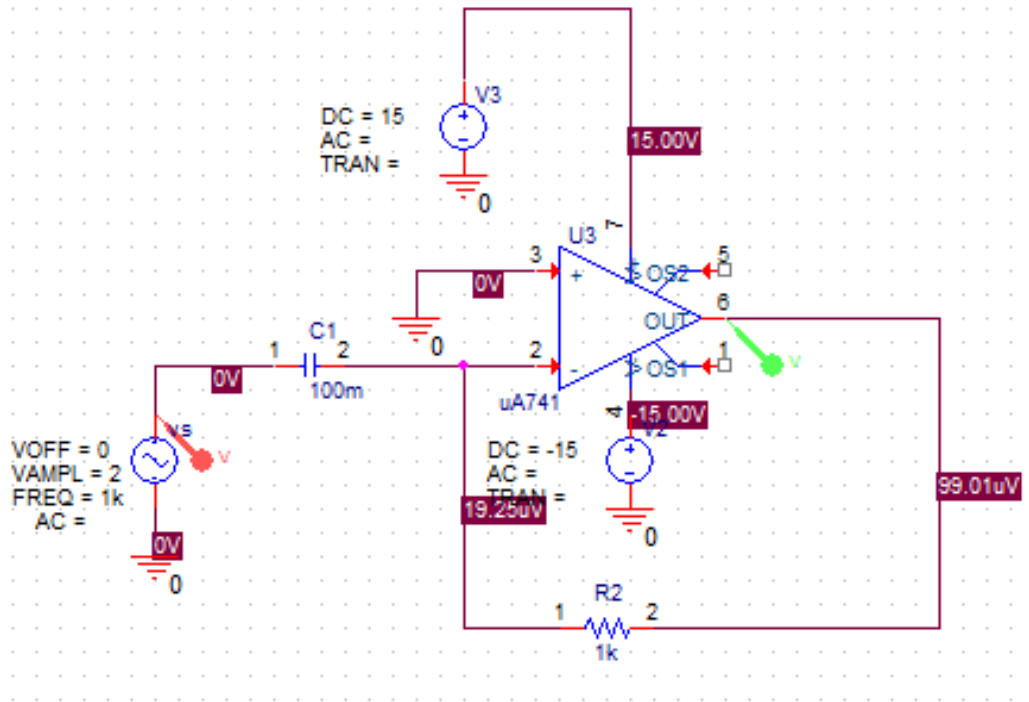 V3
DC = 15
AC =
TRAN =
0
15.00V
7
U3
3
+
0V
0
5
OS2
6
OUT
2
-
1
OS1
uA741
4
-15.00V
V2
DC = -15
AC =
TRAN =
0
C1
1
2
100m
0V
vs
V
VOFF = 0
VAMPL = 2
FREQ = 1k
AC =
0V
0
V
19.25uV
99.01uV
R2
1
2
1k